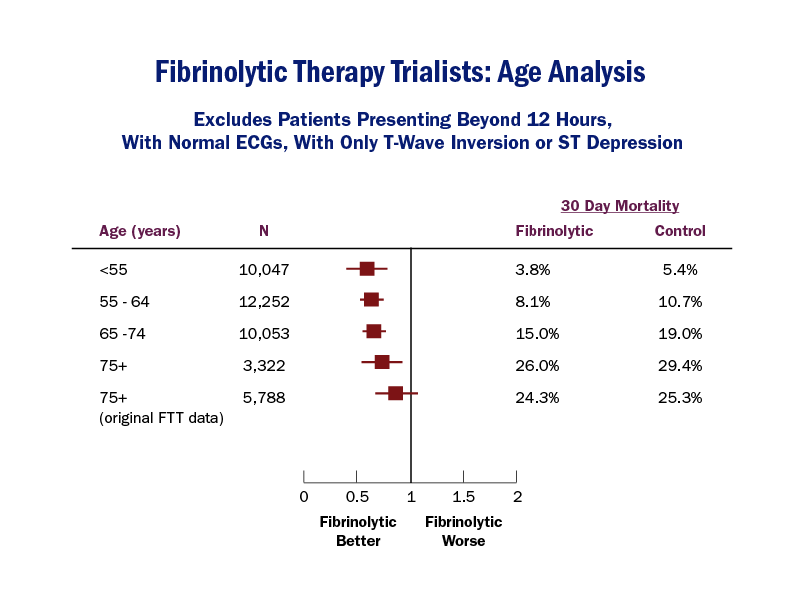 Fibrinolytic Therapy Trialists: Age Analysis
Excludes Patients Presenting Beyond 12 Hours,
With Normal ECGs, With Only T-Wave Inversion or ST Depression
30 Day Mortality
Age (years) N Fibrinolytic Control
<55 10,047 3.8% 5.4%
55 - 64 12,252 8.1% 10.7%
65 -74 10,053 15.0% 19.0%
75+ 3,322 26.0% 29.4%
75+ 5,788 24.3% 25.3%
(original FTT data)
0 0.5 1 1.5 2
Fibrinolytic Fibrinolytic
Better Worse